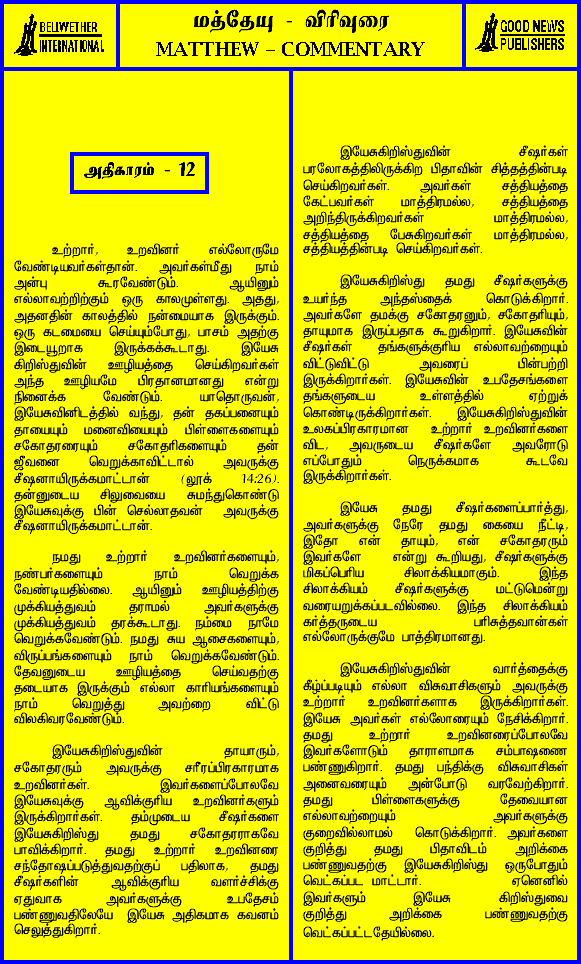 BELLWETHER
INTERNATIONAL
மத்தேயு - விரிவுரை
MATTHEW – COMMENTARY
GOOD NEWS
PUBLISHERS
அதிகாரம் - 12
உற்றார், உறவினர் எல்லோருமே
வேண்டியவர்கள்தான். அவர்கள்மீது நாம்
அன்பு கூரவேண்டும். ஆயினும்
எல்லாவற்றிற்கும் ஒரு காலமுள்ளது. அதது,
அதனதின் காலத்தில் நன்மையாக இருக்கும்.
ஒரு கடமையை செய்யும்போது, பாசம் அதற்கு
இடையூறாக இருக்கக்கூடாது. இயேசு
கிறிஸ்துவின் ஊழியத்தை செய்கிறவர்கள்
அந்த ஊழியமே பிரதானமானது என்று
நினைக்க வேண்டும். யாதொருவன்,
இயேசுவினிடத்தில் வந்து, தன் தகப்பனையும்
தாயையும் மனைவியையும் பிள்ளைகளையும்
சகோதரரையும் சகோதரிகளையும் தன்
ஜீவனை வெறுக்காவிட்டால் அவருக்கு
சீஷனாயிருக்கமாட்டான் (லூக் 14:26).
தன்னுடைய சிலுவையை சுமந்துகொண்டு
இயேசுவுக்கு பின் செல்லாதவன் அவருக்கு
சீஷனாயிருக்கமாட்டான்.
நமது உற்றார் உறவினர்களையும்,
நண்பர்களையும் நாம் வெறுக்க
வேண்டியதில்லை. ஆயினும் ஊழியத்திற்கு
முக்கியத்துவம் தராமல் அவர்களுக்கு
முக்கியத்துவம் தரக்கூடாது. நம்மை நாமே
வெறுக்கவேண்டும். நமது சுய ஆசைகளையும்,
விருப்பங்களையும் நாம் வெறுக்கவேண்டும்.
தேவனுடைய ஊழியத்தை செய்வதற்கு
தடையாக இருக்கும் எல்லா காரியங்களையும்
நாம் வெறுத்து அவற்றை விட்டு
விலகிவரவேண்டும்.
இயேசுகிறிஸ்துவின் தாயாரும்,
சகோதரரும் அவருக்கு சரீரப்பிரகாரமாக
உறவினர்கள். இவர்களைப்போலவே
இயேசுவுக்கு ஆவிக்குரிய உறவினர்களும்
இருக்கிறார்கள். தம்முடைய சீஷர்களை
இயேசுகிறிஸ்து தமது சகோதரராகவே
பாவிக்கிறார். தமது உற்றார் உறவினரை
சந்தோஷப்படுத்துவதற்குப் பதிலாக, தமது
சீஷர்களின் ஆவிக்குரிய வளர்ச்சிக்கு
ஏதுவாக அவர்களுக்கு உபதேசம்
பண்ணுவதிலேயே இயேசு அதிகமாக கவனம்
செலுத்துகிறார்.
இயேசுகிறிஸ்துவின் சீஷர்கள்
பரலோகத்திலிருக்கிற பிதாவின் சித்தத்தின்படி
செய்கிறவர்கள். அவர்கள் சத்தியத்தை
கேட்பவர்கள் மாத்திரமல்ல, சத்தியத்தை
அறிந்திருக்கிறவர்கள் மாத்திரமல்ல,
சத்தியத்தை பேசுகிறவர்கள் மாத்திரமல்ல,
சத்தியத்தின்படி செய்கிறவர்கள்.
இயேசுகிறிஸ்து தமது சீஷர்களுக்கு
உயர்ந்த அந்தஸ்தைக் கொடுக்கிறார்.
அவர்களே தமக்கு சகோதரனும், சகோதரியும்,
தாயுமாக இருப்பதாக கூறுகிறார். இயேசுவின்
சீஷர்கள் தங்களுக்குரிய எல்லாவற்றையும்
விட்டுவிட்டு அவரைப் பின்பற்றி
இருக்கிறார்கள். இயேசுவின் உபதேசங்களை
தங்களுடைய உள்ளத்தில் ஏற்றுக்
கொண்டிருக்கிறார்கள். இயேசுகிறிஸ்துவின்
உலகப்பிரகாரமான உற்றார் உறவினர்களை
விட, அவருடைய சீஷர்களே அவரோடு
எப்போதும் நெருக்கமாக கூடவே
இருக்கிறார்கள்.
இயேசு தமது சீஷர்களைப்பார்த்து,
அவர்களுக்கு நேரே தமது கையை நீட்டி,
இதோ என் தாயும், என் சகோதரரும்
இவர்களே என்று கூறியது, சீஷர்களுக்கு
மிகப்பெரிய சிலாக்கியமாகும். இந்த
சிலாக்கியம் சீஷர்களுக்கு மட்டுமென்று
வரையறுக்கப்படவில்லை. இந்த சிலாக்கியம்
கர்த்தருடைய பரிசுத்தவான்கள்
எல்லோருக்குமே பாத்திரமானது.
இயேசுகிறிஸ்துவின் வார்த்தைக்கு
கீழ்ப்படியும் எல்லா விசுவாசிகளும் அவருக்கு
உற்றார் உறவினர்களாக இருக்கிறார்கள்.
இயேசு அவர்கள் எல்லோரையும் நேசிக்கிறார்.
தமது உற்றார் உறவினரைப்போலவே
இவர்களோடும் தாராளமாக சம்பாஷணை
பண்ணுகிறார். தமது பந்திக்கு விசுவாசிகள்
அனைவரையும் அன்போடு வரவேற்கிறார்.
தமது பிள்ளைகளுக்கு தேவையான
எல்லாவற்றையும் அவர்களுக்கு
குறைவில்லாமல் கொடுக்கிறார். அவர்களை
குறித்து தமது பிதாவிடம் அறிக்கை
பண்ணுவதற்கு இயேசுகிறிஸ்து ஒருபோதும்
வெட்கப்பட மாட்டார். ஏனெனில்
இவர்களும் இயேசு கிறிஸ்துவை
குறித்து அறிக்கை பண்ணுவதற்கு
வெட்கப்பட்டதேயில்லை.